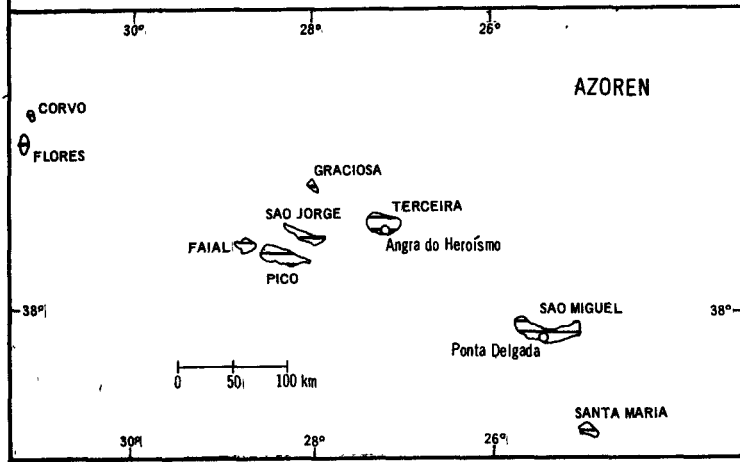 30°
28°
26°
AZOREN
CORVO
FLORES
GRACIOSA
SAO JORGE
TERCEIRA
FAIAL
Angra do Heroísmo
PICO
38°
SAO MIGUEL
38°
Ponta Delgada
0 50 100 km
SANTA MARIA
30°
28°
26°